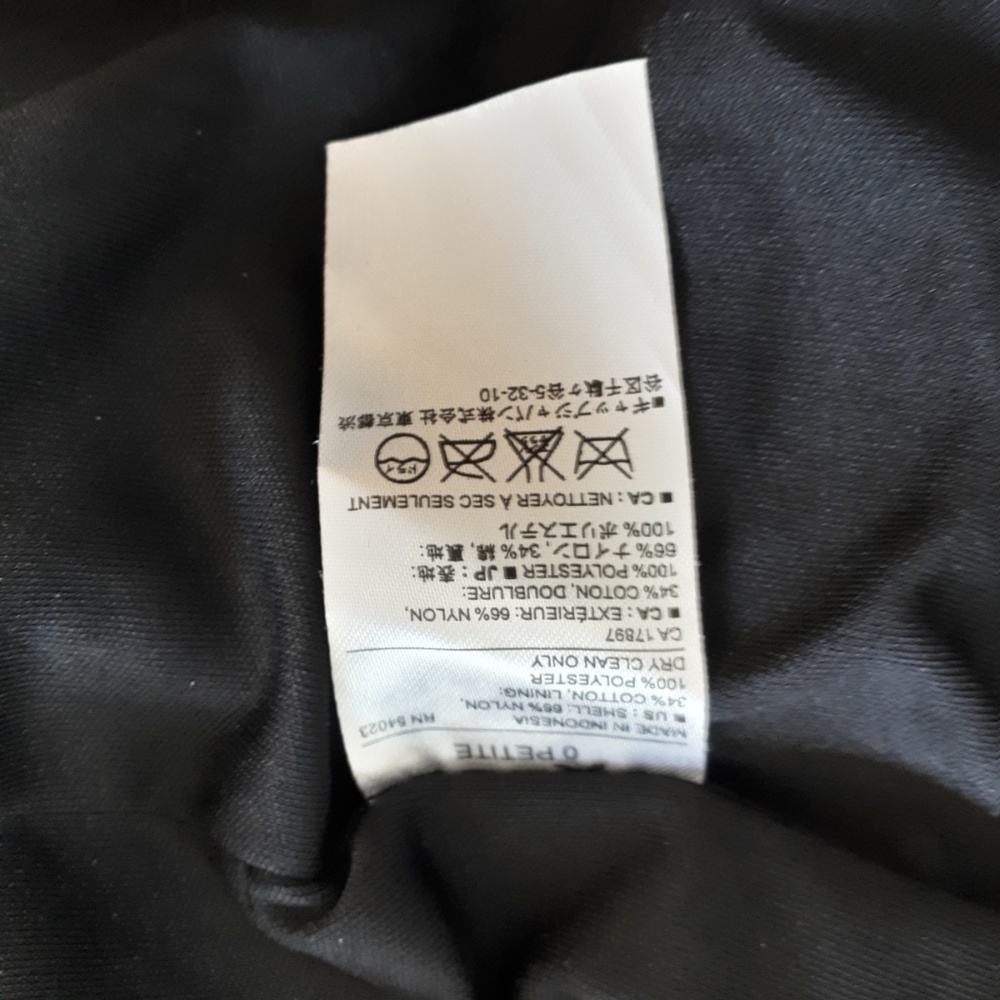 0 PETITE
MADE IN INDONESIA RN 54023
■ US : SHELL: 66% NYLON,
34% COTTON, LINING:
100% POLYESTER
DRY CLEAN ONLY
CA 17897
■ CA : EXTÉRIEUR: 66% NYLON,
34% COTON, DOUBLURE:
100% POLYESTER ■ JP : 表地:
66% ナイロン, 34% 綿, 裏地:
100% ポリエステル
■ CA : NETTOYER À SEC SEULEMENT
ドライ
■ギャップジャパン株式会社 東京都渋
谷区千駄ヶ谷5-32-10